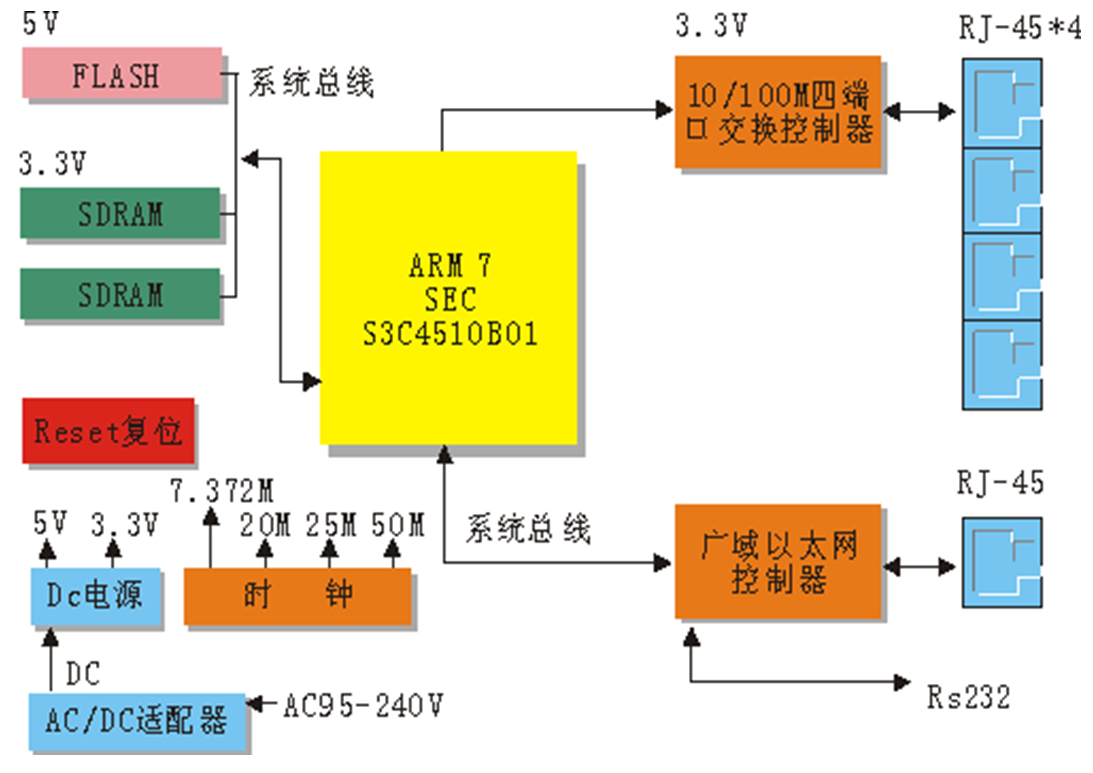 5V
FLASH
系统总线
3.3V
SDRAM
SDRAM
ARM 7
SEC
S3C4510B01
3.3V
10/100M四端
口交换控制器
RJ-45*4
Reset复位
7.372M
20M
25M
50M
5V
3.3V
Dc电源
时 钟
DC
AC/DC适配器
AC95-240V
系统总线
广域以太网
控制器
RJ-45
Rs232